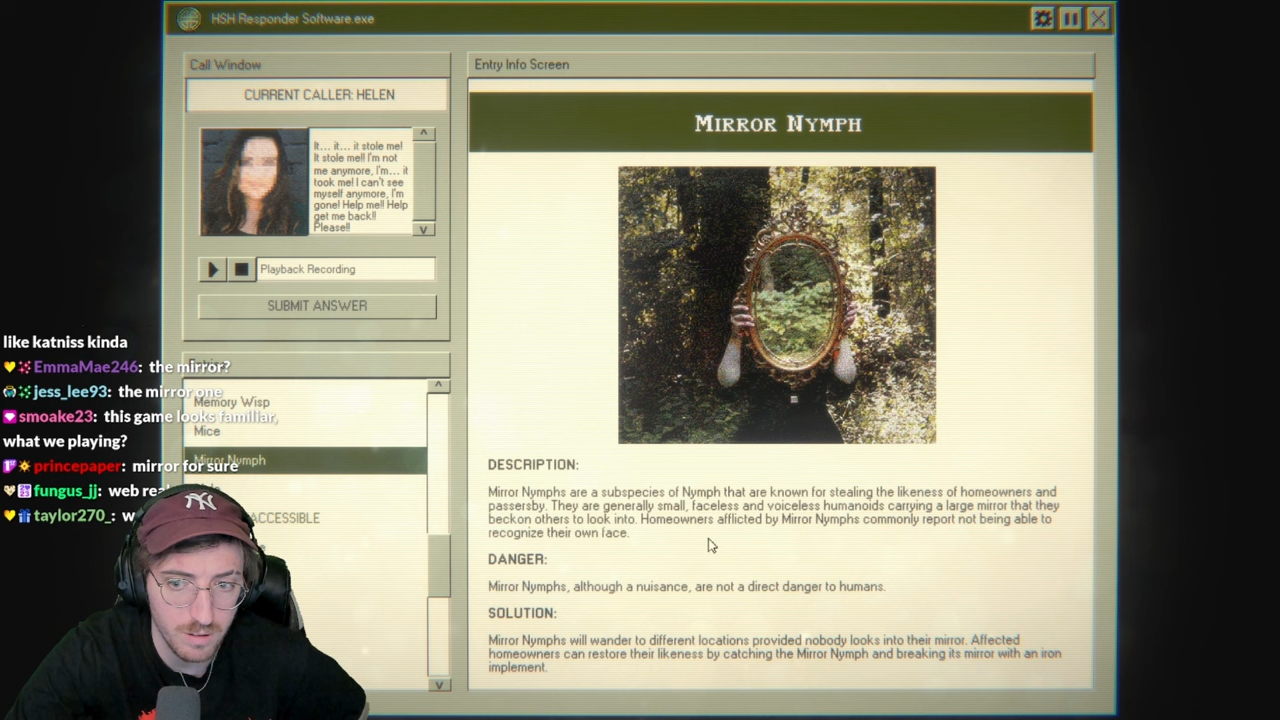 HSH Responder Software.exe
Call Window
CURRENT CALLER: HELEN
It... it... it stole me!
It stole me!! I'm not
me anymore, I'm... it
took me! I can't see
myself anymore, I'm
gone! Help me!! Help
get me back!!
Please!!
Playback Recording
SUBMIT ANSWER
Memory Wisp
Mice
Mirror Nymph
ACCESSIBLE
Entry Info Screen
MIRROR NYMPH
DESCRIPTION:
Mirror Nymphs are a subspecies of Nymph that are known for stealing the likeness of homeowners and
passersby. They are generally small, faceless and voiceless humanoids carrying a large mirror that they
beckon others to look into. Homeowners afflicted by Mirror Nymphs commonly report not being able to
recognize their own face.
DANGER:
Mirror Nymphs, although a nuisance, are not a direct danger to humans.
SOLUTION:
Mirror Nymphs will wander to different locations provided nobody looks into their mirror. Affected
homeowners can restore their likeness by catching the Mirror Nymph and breaking its mirror with an iron
implement.
like katniss kinda
EmmaMae246: the mirror?
jess_lee93: the mirror one
smoake23: this game looks familiar,
what we playing?
princepaper: mirror for sure
fungus_jj: web
taylor270_: